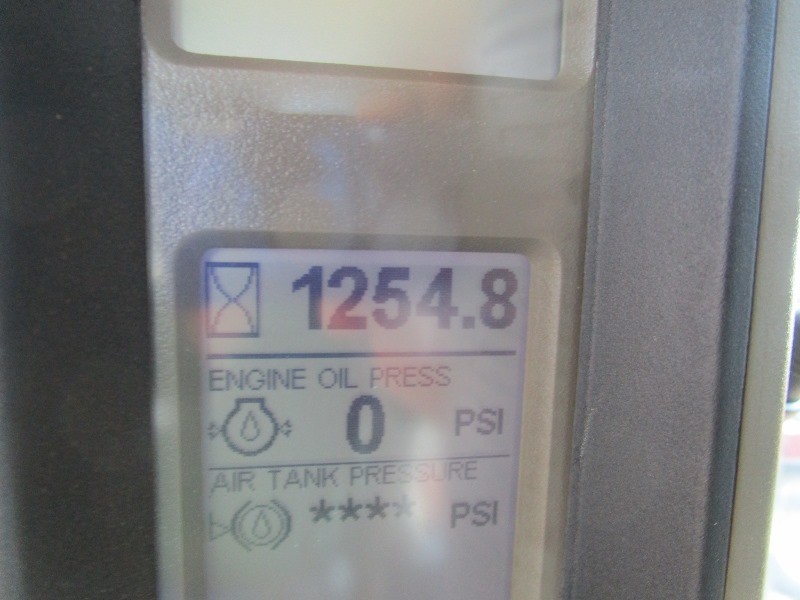 1254.8
ENGINE OIL PRESS
0 PSI
AIR TANK PRESSURE
**** PSI